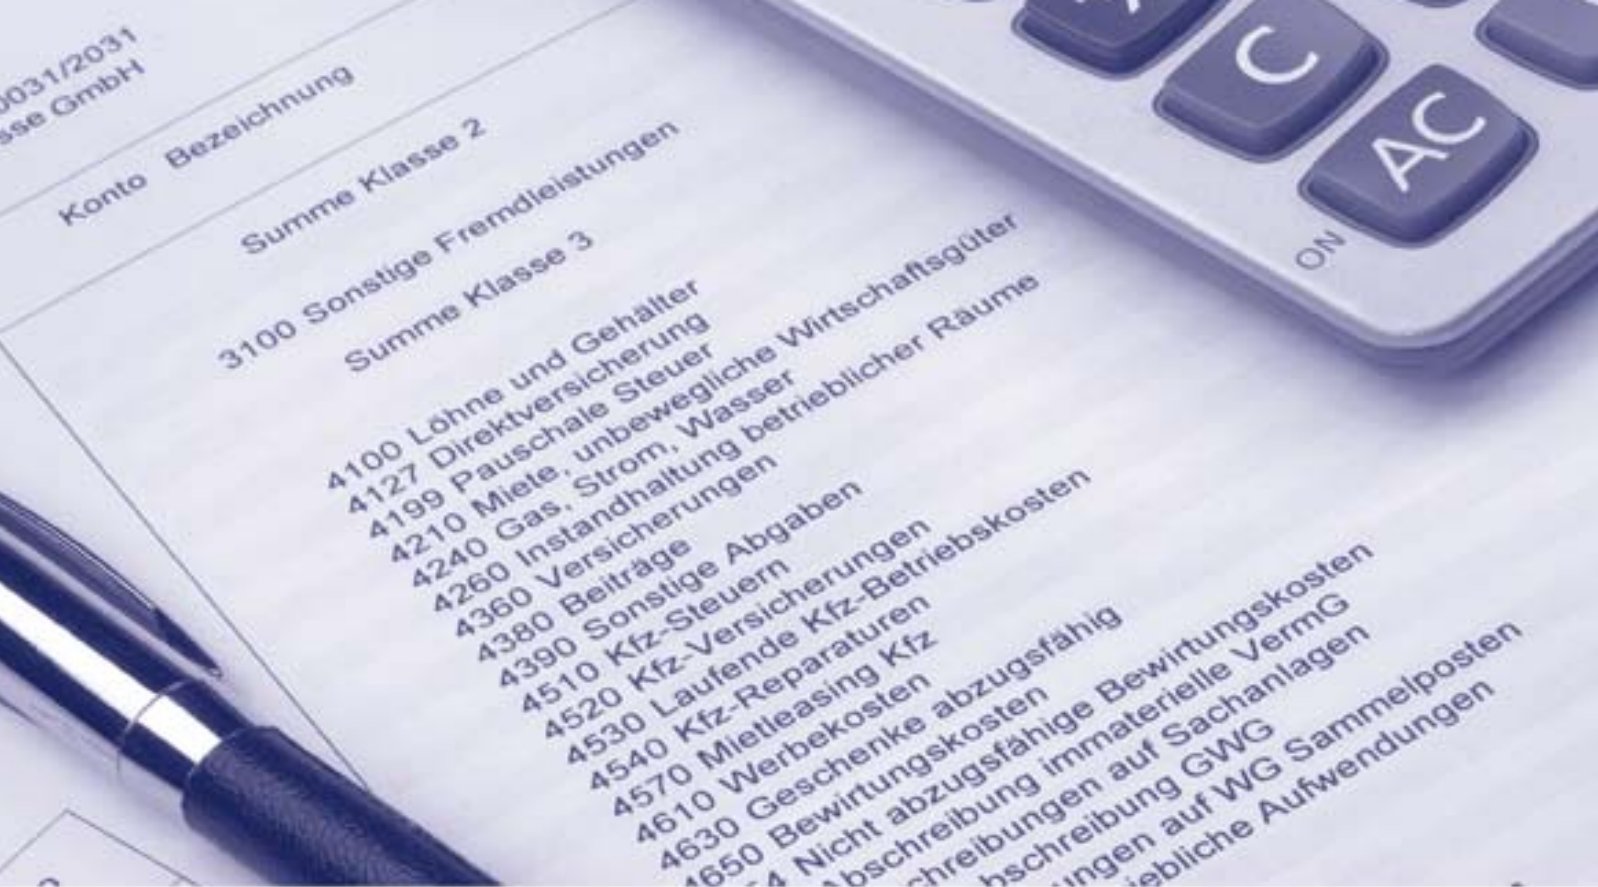 0031/2031
sse GmbH
Konto Bezeichnung
Summe Klasse 2
3100 Sonstige Fremdleistungen
Summe Klasse 3
4100 Löhne und Gehälter
4127 Direktversicherung
4199 Pauschale Steuer
4210 Miete, unbewegliche Wirtschaftsgüter
4240 Gas, Strom, Wasser
4260 Instandhaltung betrieblicher Räume
4360 Versicherungen
4380 Beiträge
4390 Sonstige Abgaben
4510 Kfz-Steuern
4520 Kfz-Versicherungen
4530 Laufende Kfz-Betriebskosten
4540 Kfz-Reparaturen
4570 Mietleasing Kfz
4610 Werbekosten
4630 Geschenke abzugsfähig
4650 Bewirtungskosten
4 Nicht abzugsfähige Bewirtungskosten
Abschreibung immaterielle VermG
chreibungen auf Sachanlagen
bschreibung GWG
ungen auf WG Sammelposten
iebliche Aufwendungen
C
AC
ON